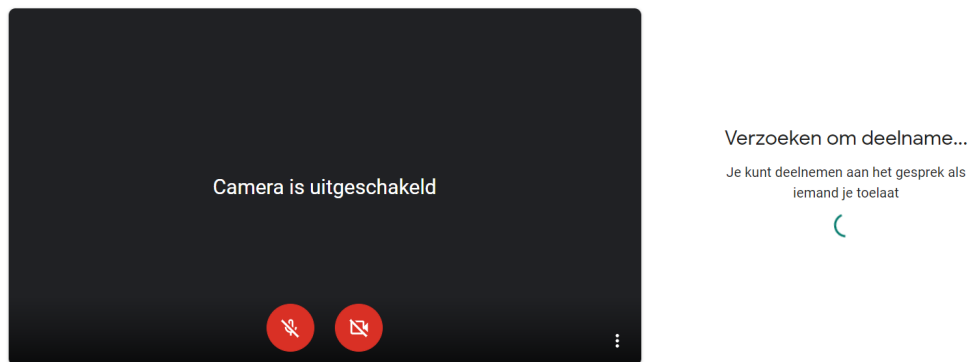 Camera is uitgeschakeld
Verzoeken om deelname...
Je kunt deelnemen aan het gesprek als
iemand je toelaat